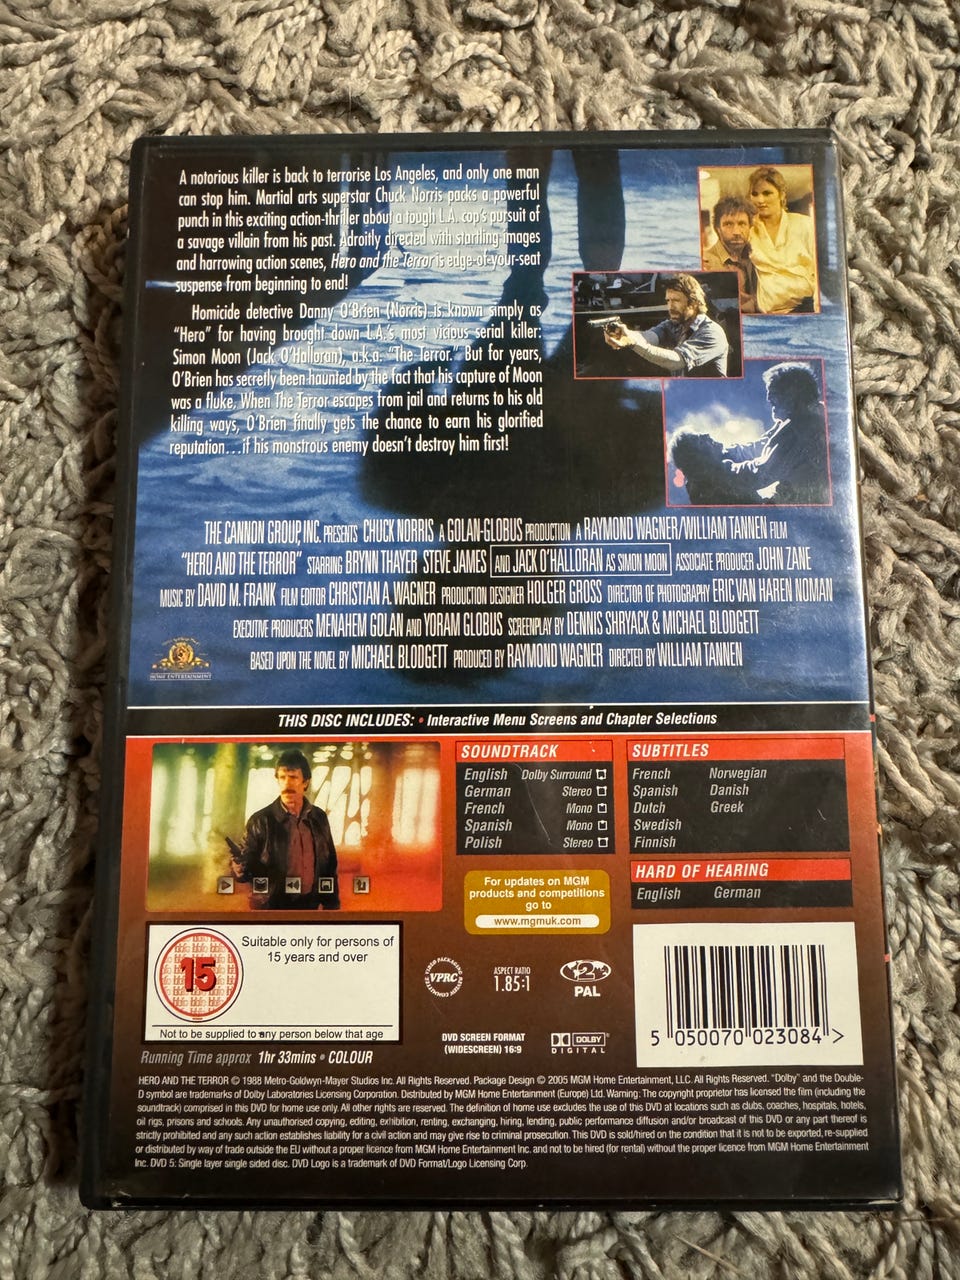 A notorious killer is back to terrorise Los Angeles, and only one man
can stop him. Martial arts superstar Chuck Norris packs a powerful
punch in this exciting action-thriller about a tough L.A. cop's pursuit of
a savage villain from his past. Adroitly directed with startling images
and harrowing action scenes, Hero and the Terror is edge-of-your-seat
suspense from beginning to end!
Homicide detective Danny O'Brien (Norris) is known simply as
"Hero" for having brought down L.A.'s most vicious serial killer:
Simon Moon (Jack O'Halloran), a.k.a. "The Terror." But for years,
O'Brien has secretly been haunted by the fact that his capture of Moon
was a fluke. When The Terror escapes from jail and returns to his old
killing ways, O'Brien finally gets the chance to earn his glorified
reputation...if his monstrous enemy doesn't destroy him first!
THE CANNON GROUP, INC. PRESENTS CHUCK NORRIS A GOLAN-GLOBUS PRODUCTION A RAYMOND WAGNER/WILLIAM TANNEN FILM
"HERO AND THE TERROR" STARRING BRYNN THAYER STEVE JAMES AND JACK O'HALLORAN AS SIMON MOON ASSOCIATE PRODUCER JOHN ZANE
MUSIC BY DAVID M. FRANK FILM EDITOR CHRISTIAN A. WAGNER PRODUCTION DESIGNER HOLGER GROSS DIRECTOR OF PHOTOGRAPHY ERIC VAN HAREN NOMAN
EXECUTIVE PRODUCERS MENAHEM GOLAN AND YORAM GLOBUS SCREENPLAY BY DENNIS SHRYACK & MICHAEL BLODGETT
BASED UPON THE NOVEL BY MICHAEL BLODGETT PRODUCED BY RAYMOND WAGNER DIRECTED BY WILLIAM TANNEN
HOME ENTERTAINMENT
THIS DISC INCLUDES: • Interactive Menu Screens and Chapter Selections
SOUNDTRACK
English Dolby Surround
German Stereo
French Mono
Spanish Mono
Polish Stereo
SUBTITLES
French Norwegian
Spanish Danish
Dutch Greek
Swedish
Finnish
HARD OF HEARING
English German
For updates on MGM
products and competitions
go to
www.mgmuk.com
15
Suitable only for persons of
15 years and over
Not to be supplied to any person below that age
VIDEO PACKAGING REVIEW COMMITTEE
VPRC
ASPECT RATIO
1.85:1
2
PAL
DVD SCREEN FORMAT
(WIDESCREEN) 16:9
DOLBY
DIGITAL
5 050070 023084 >
Running Time approx 1hr 33mins • COLOUR
HERO AND THE TERROR © 1988 Metro-Goldwyn-Mayer Studios Inc. All Rights Reserved. Package Design © 2005 MGM Home Entertainment, LLC. All Rights Reserved. "Dolby" and the Double-
D symbol are trademarks of Dolby Laboratories Licensing Corporation. Distributed by MGM Home Entertainment (Europe) Ltd. Warning: The copyright proprietor has licensed the film (including the
soundtrack) comprised in this DVD for home use only. All other rights are reserved. The definition of home use excludes the use of this DVD at locations such as clubs, coaches, hospitals, hotels,
oil rigs, prisons and schools. Any unauthorised copying, editing, exhibition, renting, exchanging, hiring, lending, public performance diffusion and/or broadcast of this DVD or any part thereof is
strictly prohibited and any such action establishes liability for a civil action and may give rise to criminal prosecution. This DVD is sold/hired on the condition that it is not to be exported, re-supplied
or distributed by way of trade outside the EU without a proper licence from MGM Home Entertainment Inc. and not to be hired (for rental) without the proper licence from MGM Home Entertainment
Inc. DVD 5: Single layer single sided disc. DVD Logo is a trademark of DVD Format/Logo Licensing Corp.